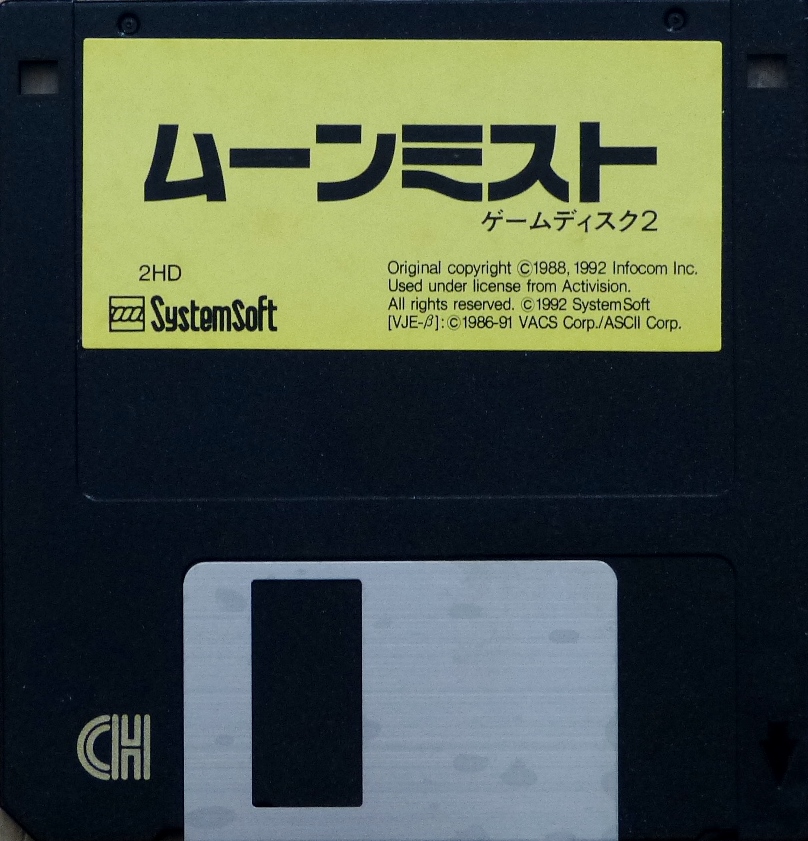 ムーンミスト
ゲームディスク2
2HD
SystemSoft
Original copyright ©1988, 1992 Infocom Inc.
Used under license from Activision.
All rights reserved. ©1992 SystemSoft
[VJE-β]:©1986-91 VACS Corp./ASCII Corp.
CH